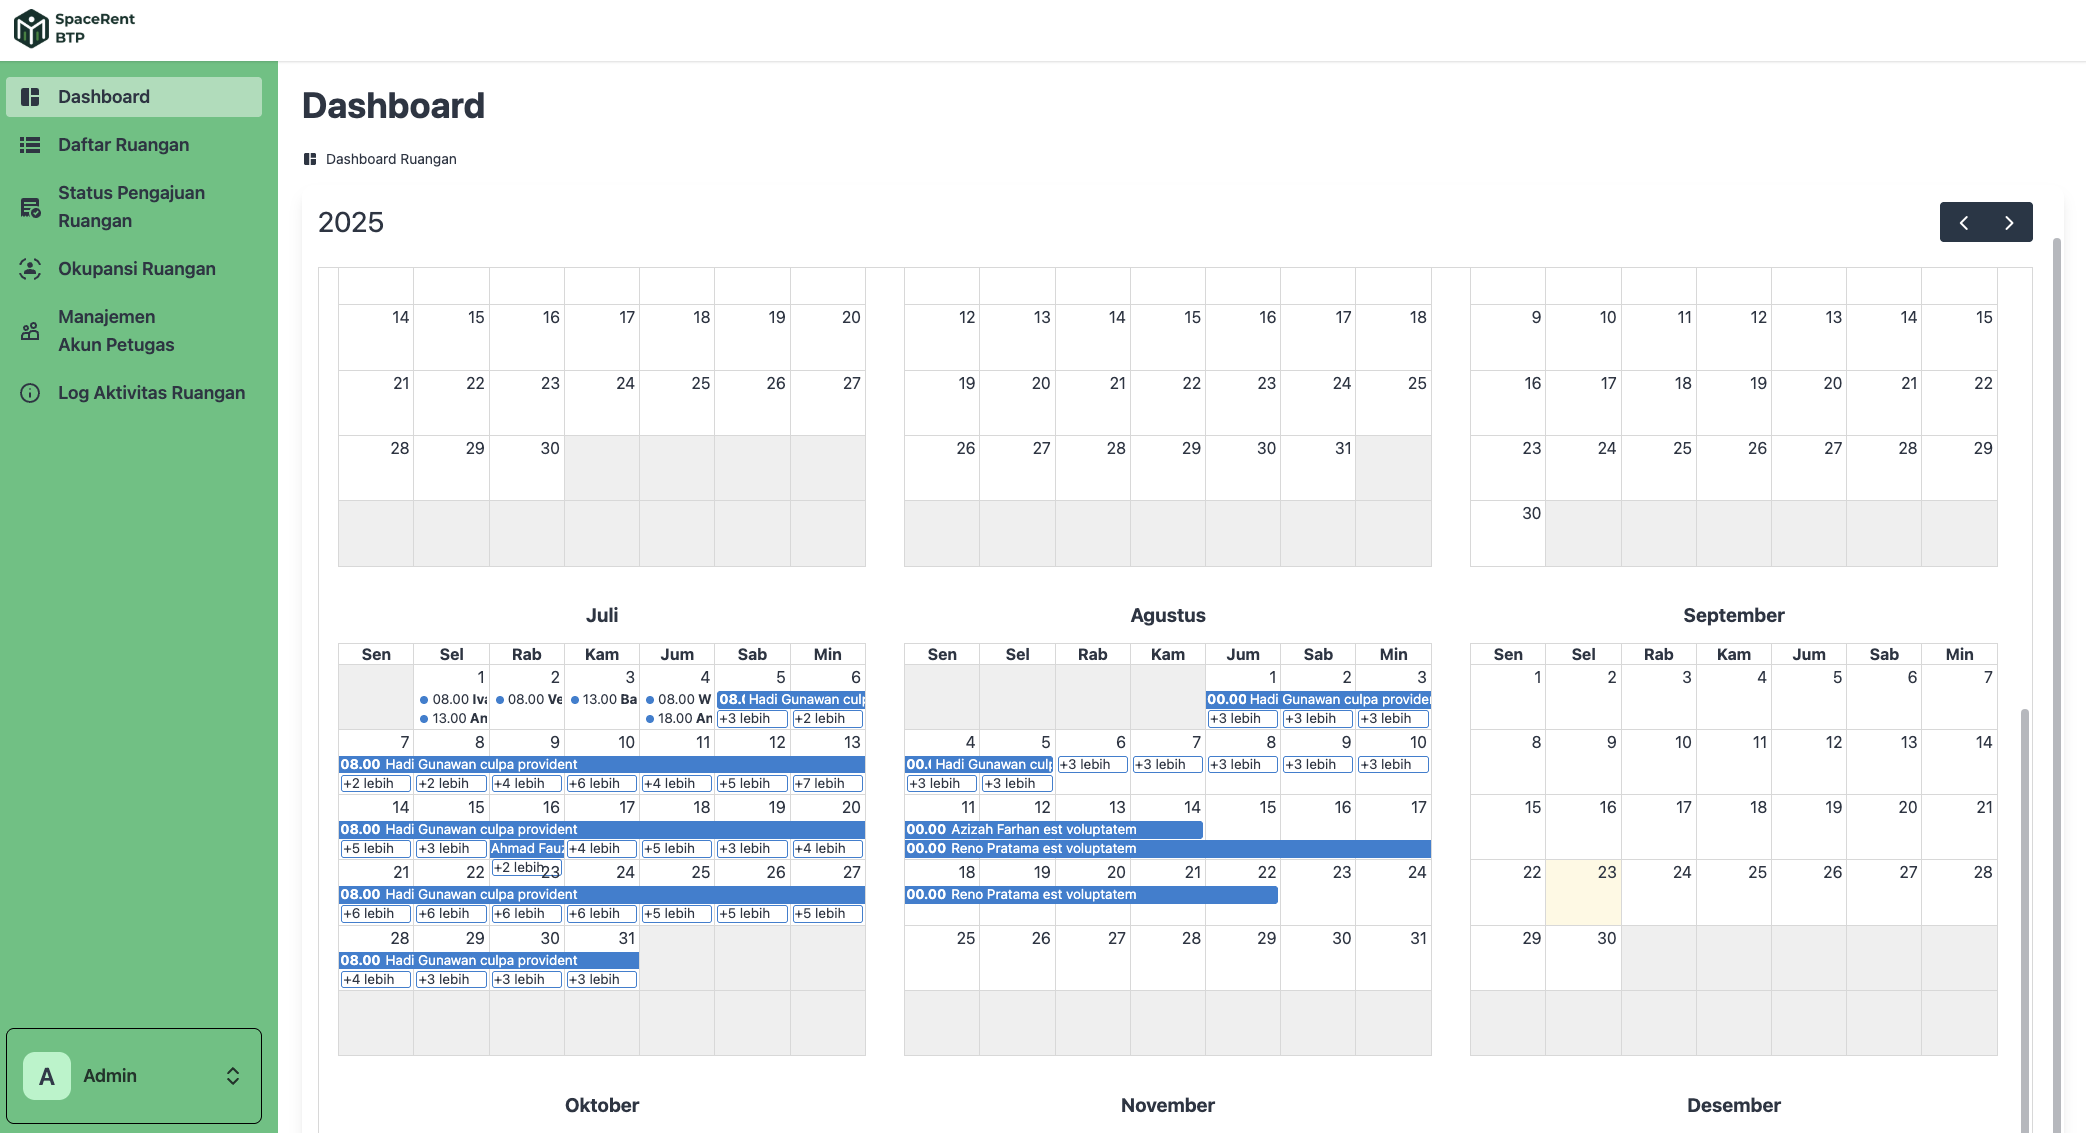 SpaceRent
BTP
Dashboard
Daftar Ruangan
Status Pengajuan
Ruangan
Okupansi Ruangan
Manajemen
Akun Petugas
Log Aktivitas Ruangan
A Admin
Dashboard
Dashboard Ruangan
2025
14 15 16 17 18 19 20
21 22 23 24 25 26 27
28 29 30
12 13 14 15 16 17 18
19 20 21 22 23 24 25
26 27 28 29 30 31
9 10 11 12 13 14 15
16 17 18 19 20 21 22
23 24 25 26 27 28 29
30
Juli
Sen Sel Rab Kam Jum Sab Min
1 2 3 4 5 6
08.00 Iva 08.00 Ve 13.00 Ba 08.00 W 08.0 Hadi Gunawan culp
13.00 An 18.00 An +3 lebih +2 lebih
7 8 9 10 11 12 13
08.00 Hadi Gunawan culpa provident
+2 lebih +2 lebih +4 lebih +6 lebih +4 lebih +5 lebih +7 lebih
14 15 16 17 18 19 20
08.00 Hadi Gunawan culpa provident
+5 lebih +3 lebih Ahmad Fauz +4 lebih +5 lebih +3 lebih +4 lebih
+2 lebih
21 22 23 24 25 26 27
08.00 Hadi Gunawan culpa provident
+6 lebih +6 lebih +6 lebih +6 lebih +5 lebih +5 lebih +5 lebih
28 29 30 31
08.00 Hadi Gunawan culpa provident
+4 lebih +3 lebih +3 lebih +3 lebih
Agustus
Sen Sel Rab Kam Jum Sab Min
1 2 3
00.00 Hadi Gunawan culpa provider
+3 lebih +3 lebih +3 lebih
4 5 6 7 8 9 10
00.0 Hadi Gunawan culp +3 lebih +3 lebih +3 lebih +3 lebih +3 lebih
+3 lebih +3 lebih
11 12 13 14 15 16 17
00.00 Azizah Farhan est voluptatem
00.00 Reno Pratama est voluptatem
18 19 20 21 22 23 24
00.00 Reno Pratama est voluptatem
25 26 27 28 29 30 31
September
Sen Sel Rab Kam Jum Sab Min
1 2 3 4 5 6 7
8 9 10 11 12 13 14
15 16 17 18 19 20 21
22 23 24 25 26 27 28
29 30
Oktober
November
Desember